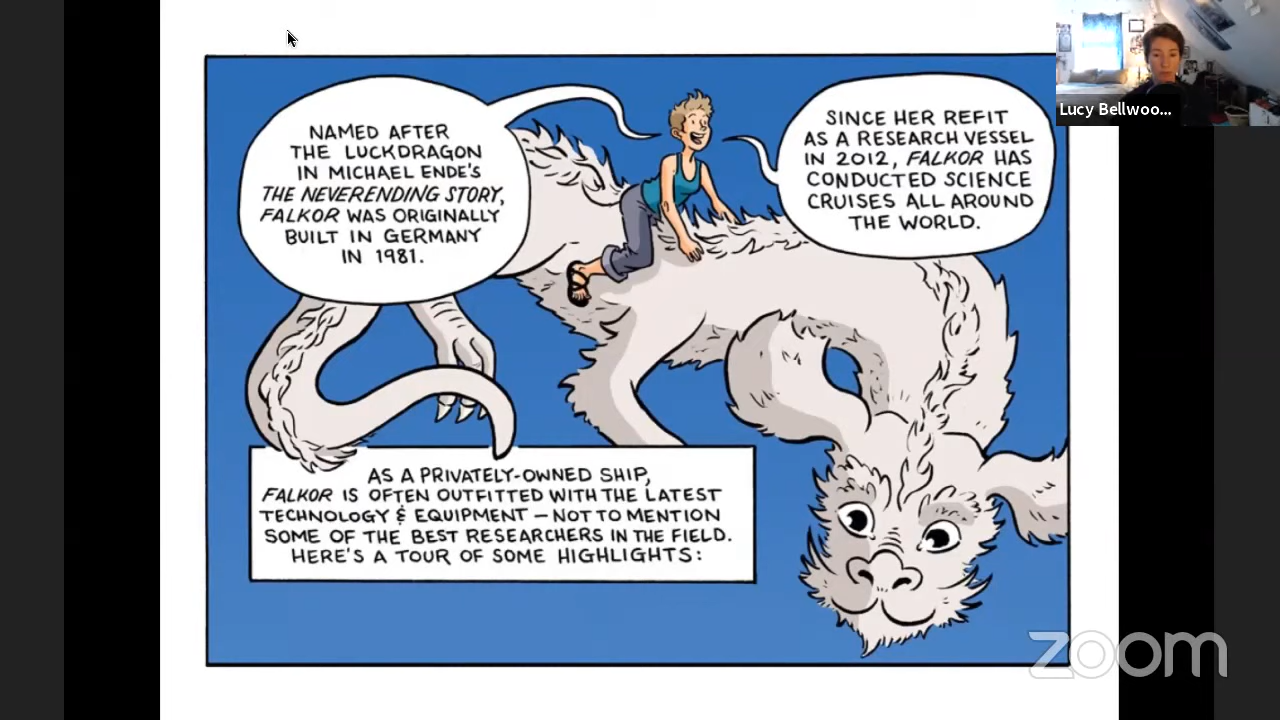 NAMED AFTER
THE LUCKDRAGON
IN MICHAEL ENDE'S
THE NEVERENDING STORY,
FALKOR WAS ORIGINALLY
BUILT IN GERMANY
IN 1981.
SINCE HER REFIT
AS A RESEARCH VESSEL
IN 2012, FALKOR HAS
CONDUCTED SCIENCE
CRUISES ALL AROUND
THE WORLD.
Lucy Bellwoo...
AS A PRIVATELY-OWNED SHIP,
FALKOR IS OFTEN OUTFITTED WITH THE LATEST
TECHNOLOGY & EQUIPMENT — NOT TO MENTION
SOME OF THE BEST RESEARCHERS IN THE FIELD.
HERE'S A TOUR OF SOME HIGHLIGHTS:
zoom